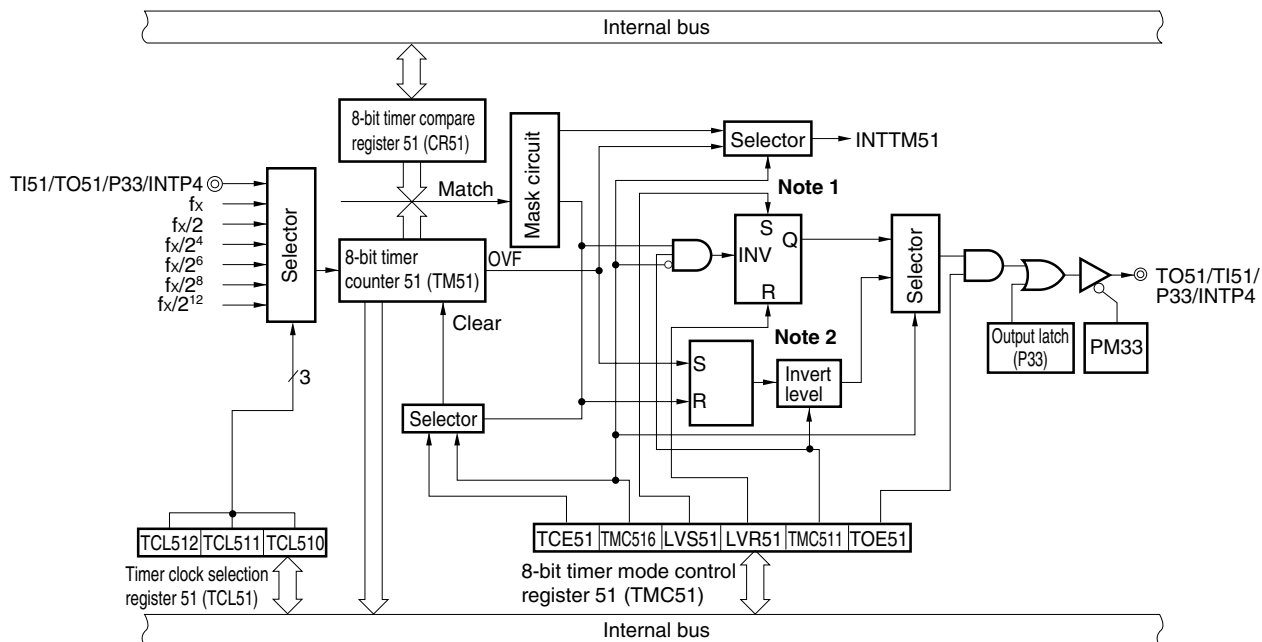 Internal bus
8-bit timer compare
register 51 (CR51)
Mask circuit
Selector
INTTM51
TI51/TO51/P33/INTP4
fx
fx/2
fx/2⁴
fx/2⁶
fx/2⁸
fx/2¹²
Selector
Match
Note 1
S
INV
Q
R
8-bit timer
counter 51 (TM51)
OVF
Clear
Selector
TO51/TI51/
P33/INTP4
Output latch
(P33)
PM33
Note 2
S
R
Invert
level
3
Selector
TCL512
TCL511
TCL510
Timer clock selection
register 51 (TCL51)
TCE51
TMC516
LVS51
LVR51
TMC511
TOE51
8-bit timer mode control
register 51 (TMC51)
Internal bus